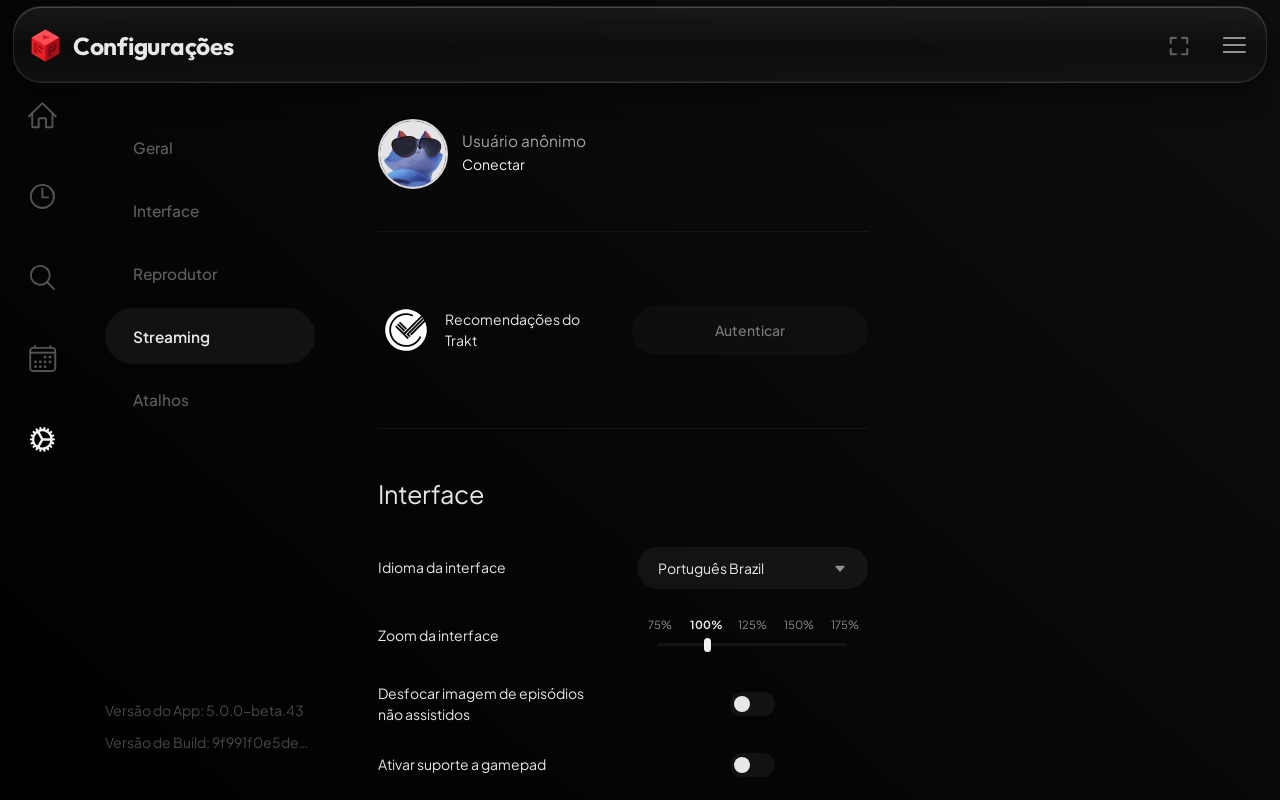 Configurações
Geral
Interface
Reprodutor
Streaming
Atalhos
Versão do App: 5.0.0-beta.43
Versão de Build: 9f991f0e5de...
Usuário anônimo
Conectar
Recomendações do
Trakt
Autenticar
Interface
Idioma da interface
Português Brazil
Zoom da interface
75% 100% 125% 150% 175%
Desfocar imagem de episódios
não assistidos
Ativar suporte a gamepad